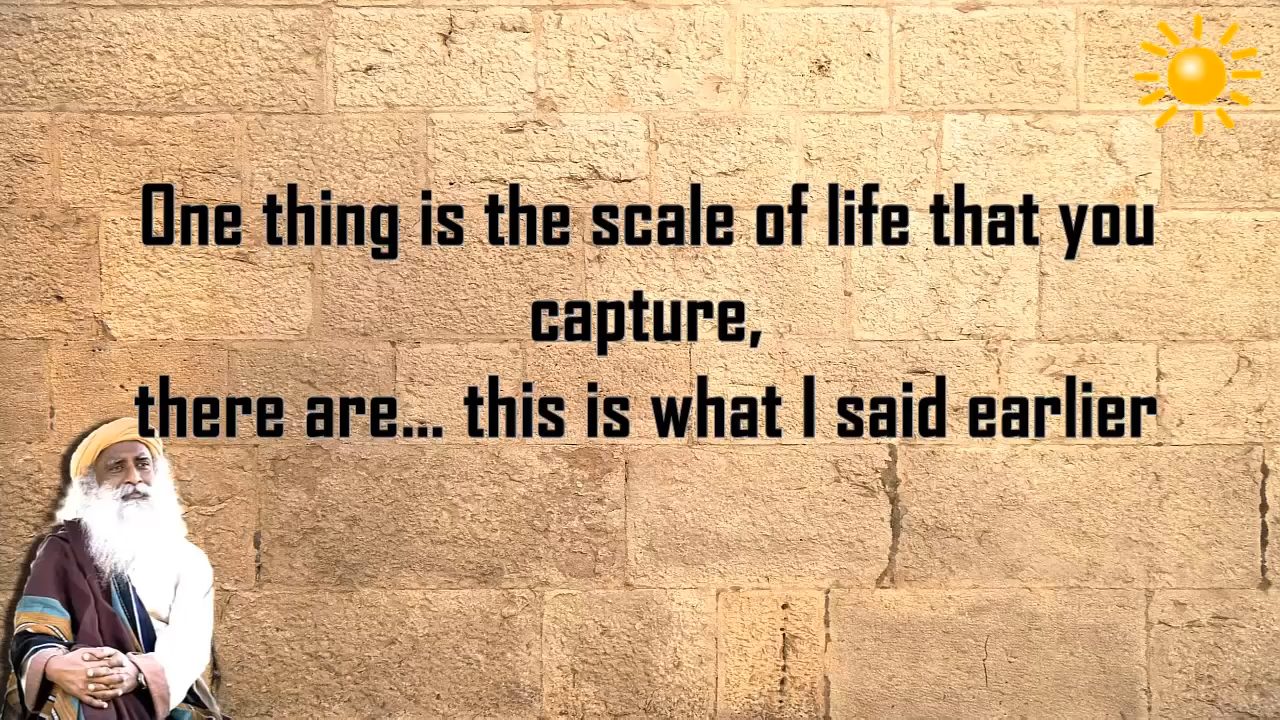 One thing is the scale of life that you
capture,
there are... this is what I said earlier